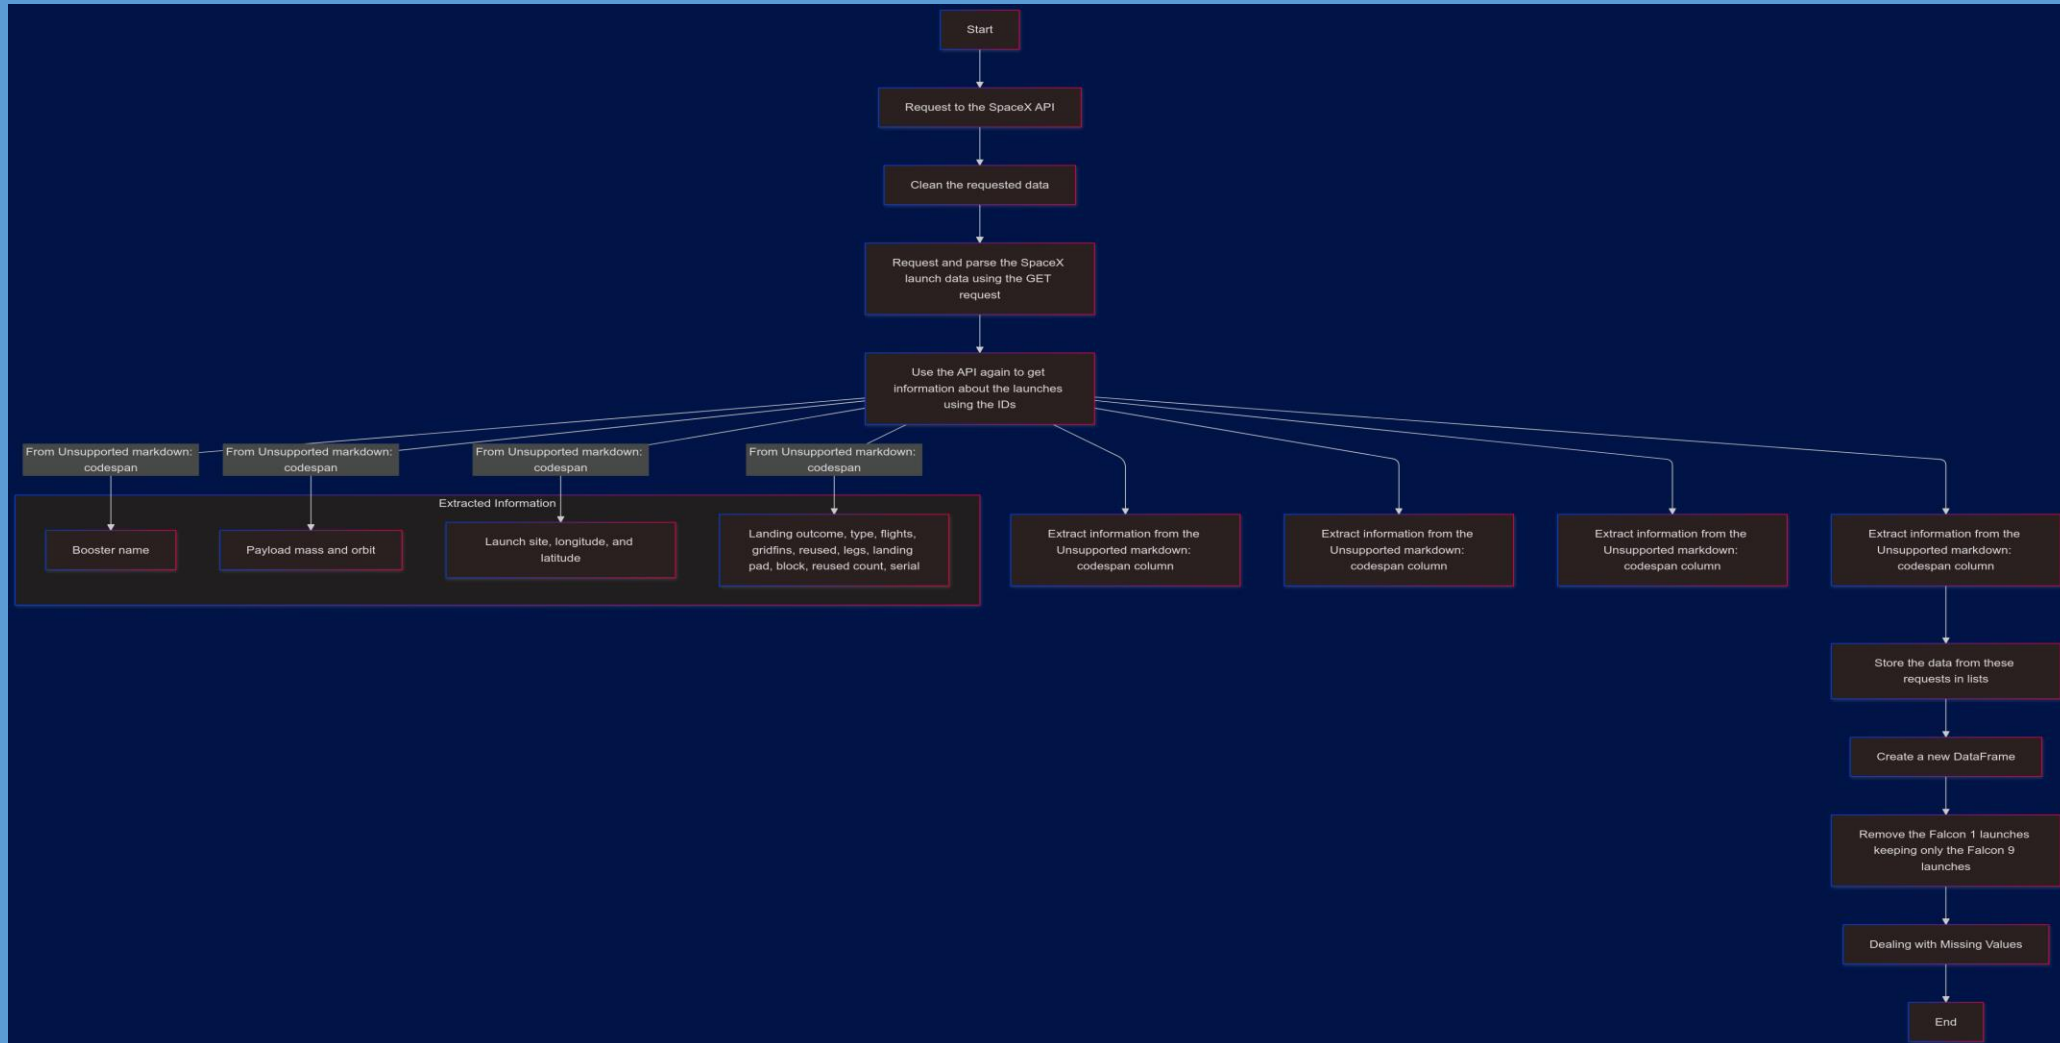 Start
Request to the SpaceX API
Clean the requested data
Request and parse the SpaceX
launch data using the GET
request
Use the API again to get
information about the launches
using the IDs
From Unsupported markdown:
codespan
From Unsupported markdown:
codespan
From Unsupported markdown:
codespan
From Unsupported markdown:
codespan
Extracted Information
Booster name
Payload mass and orbit
Launch site, longitude, and
latitude
Landing outcome, type, flights,
gridfins, reused, legs, landing
pad, block, reused count, serial
Extract information from the
Unsupported markdown:
codespan column
Extract information from the
Unsupported markdown:
codespan column
Extract information from the
Unsupported markdown:
codespan column
Extract information from the
Unsupported markdown:
codespan column
Store the data from these
requests in lists
Create a new DataFrame
Remove the Falcon 1 launches
keeping only the Falcon 9
launches
Dealing with Missing Values
End